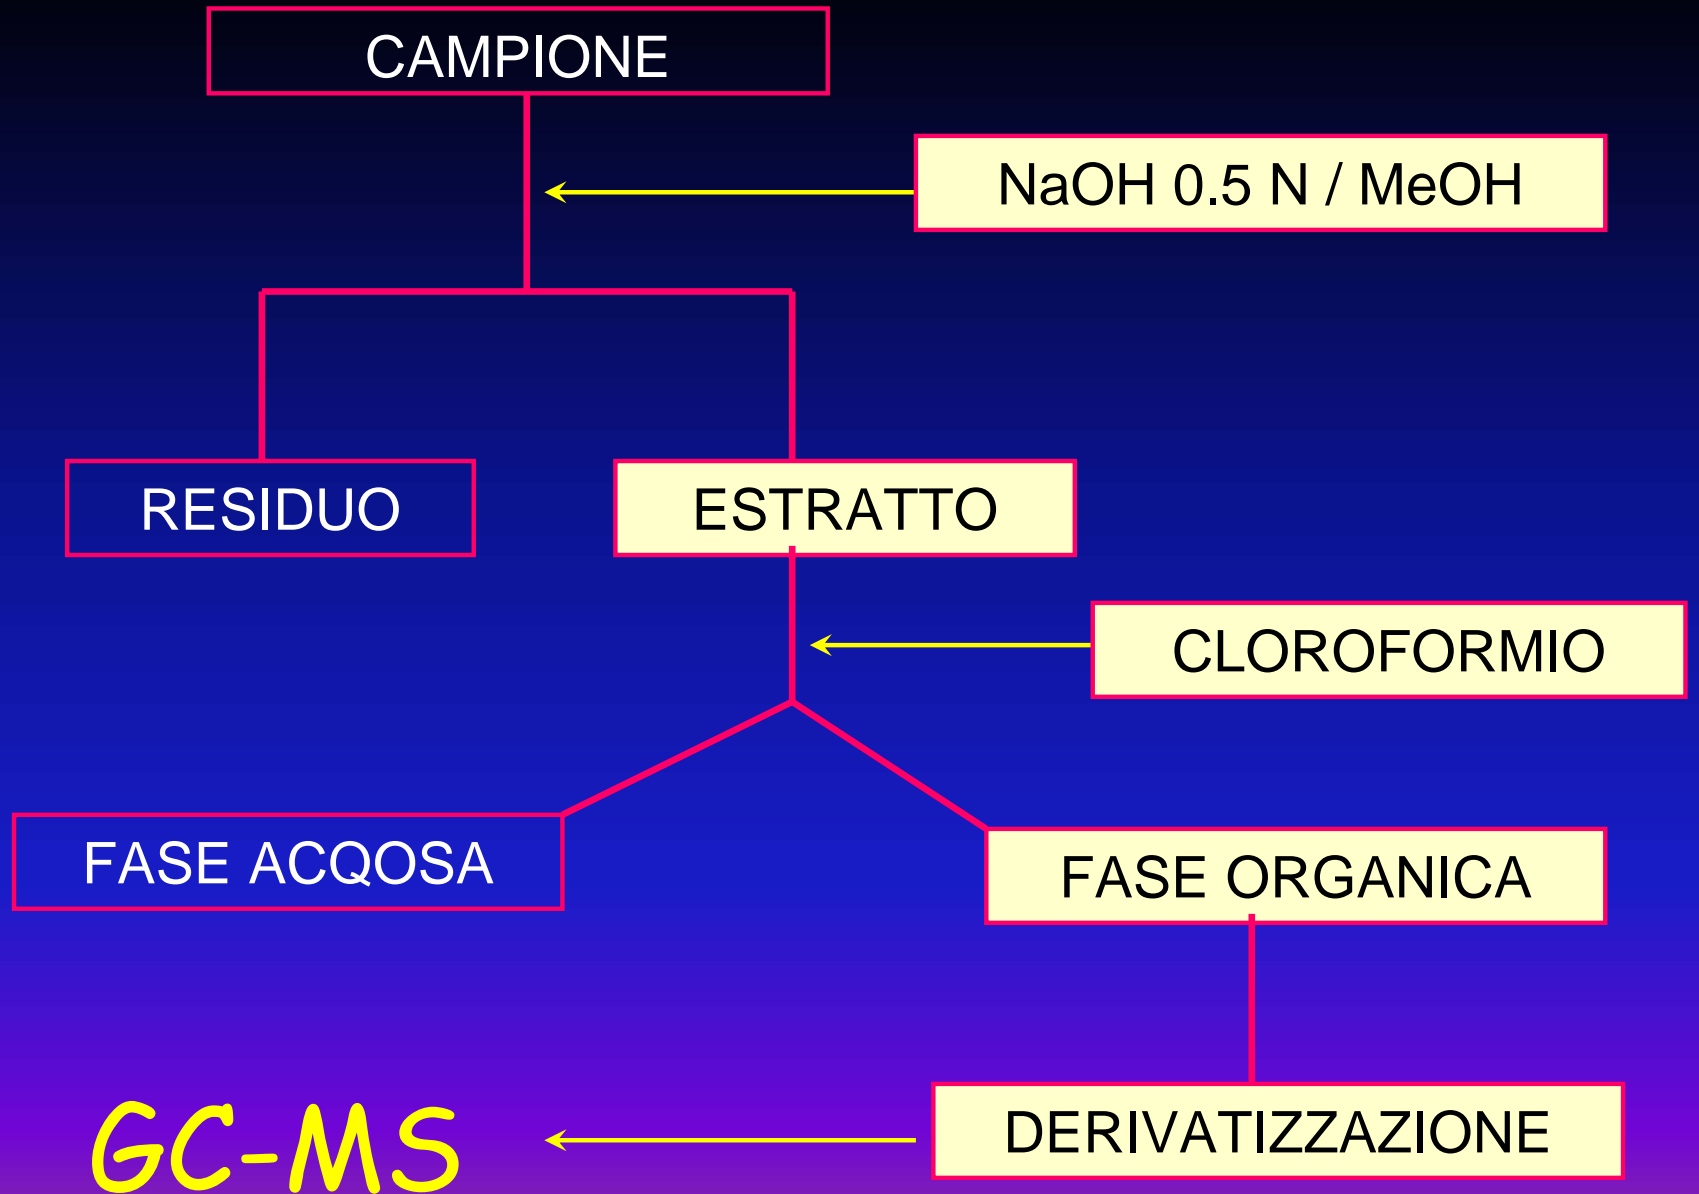 CAMPIONE
NaOH 0.5 N / MeOH
RESIDUO
ESTRATTO
CLOROFORMIO
FASE ACQOSA
FASE ORGANICA
DERIVATIZZAZIONE
GC-MS